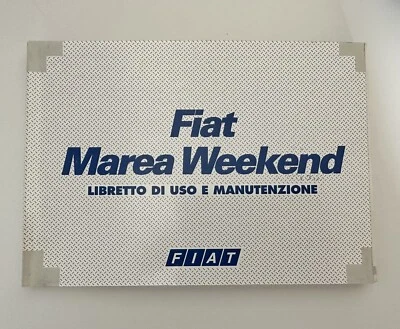 Fiat
Marea Weekend
LIBRETTO DI USO E MANUTENZIONE
FIAT